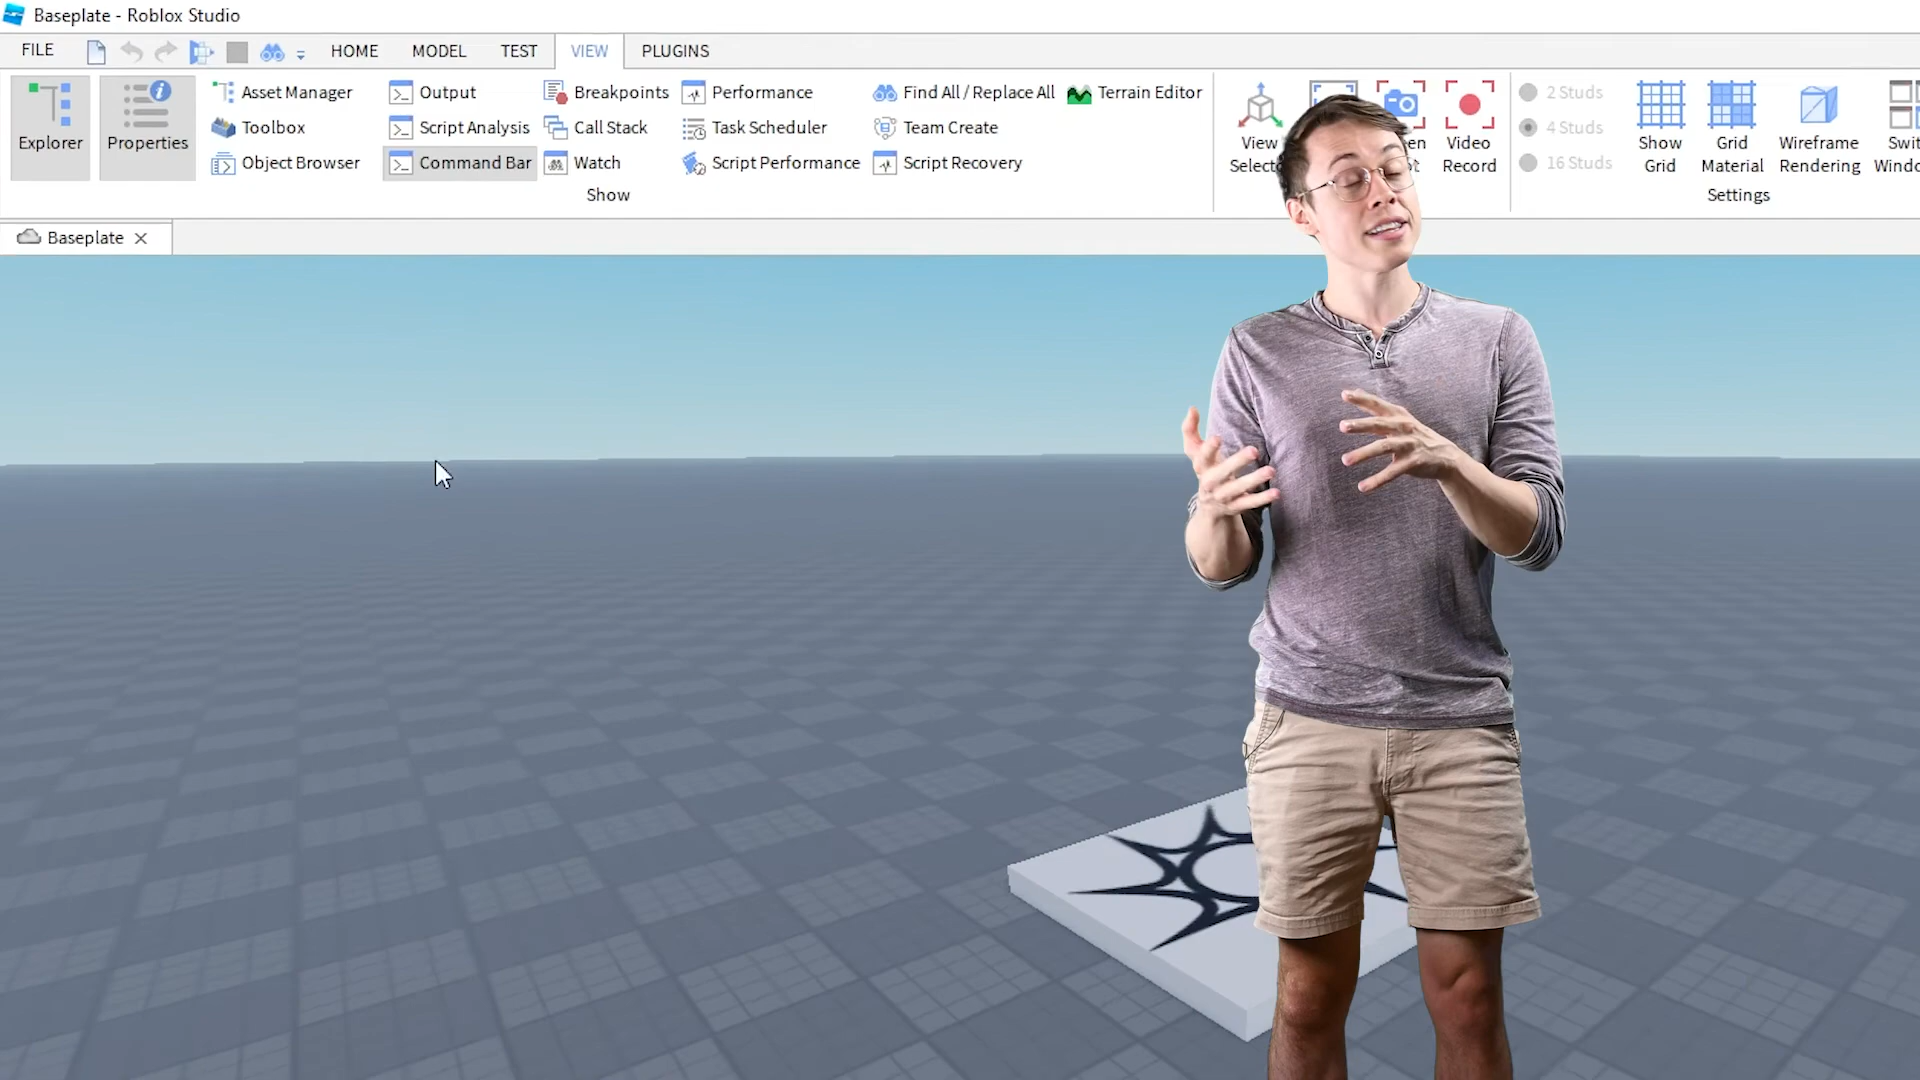 Baseplate - Roblox Studio
FILE HOME MODEL TEST VIEW PLUGINS
Explorer
Properties
Asset Manager
Toolbox
Object Browser
Output
Script Analysis
Command Bar
Breakpoints
Call Stack
Watch
Performance
Task Scheduler
Script Performance
Find All / Replace All
Team Create
Script Recovery
Terrain Editor
Show
View
Video
Record
2 Studs
4 Studs
16 Studs
Show
Grid
Grid
Material
Wireframe
Rendering
Settings
Baseplate